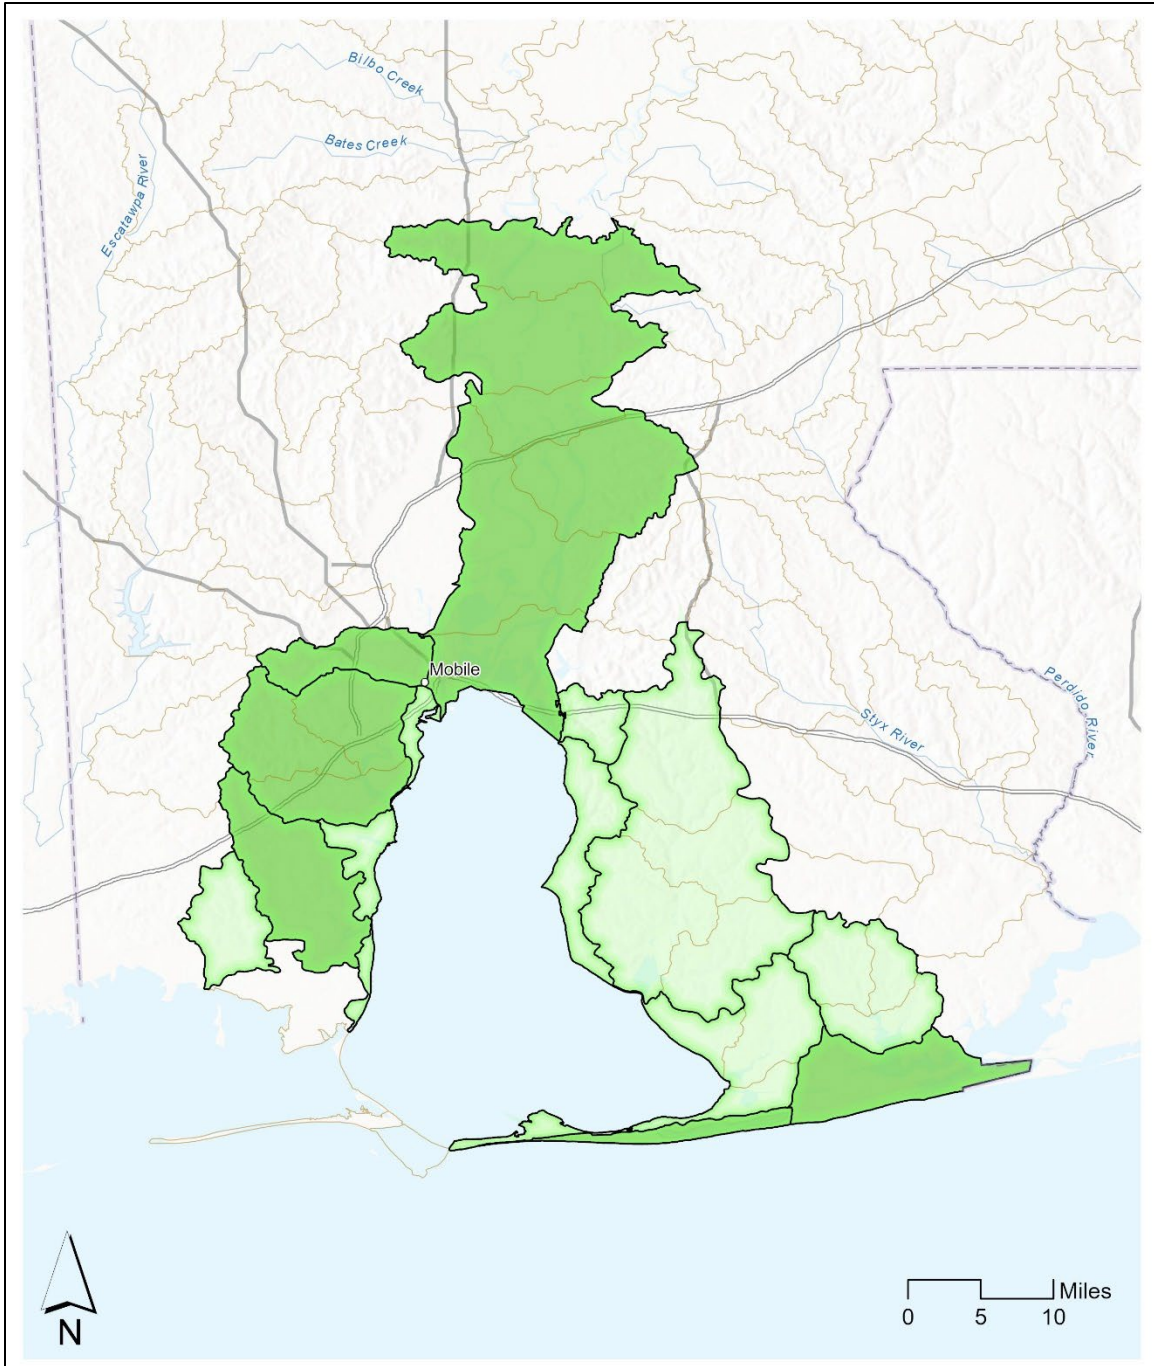 Bilbo Creek
Bates Creek
Escatawpa River
Mobile
Perdido River
Styx River
Miles
0 5 10
N